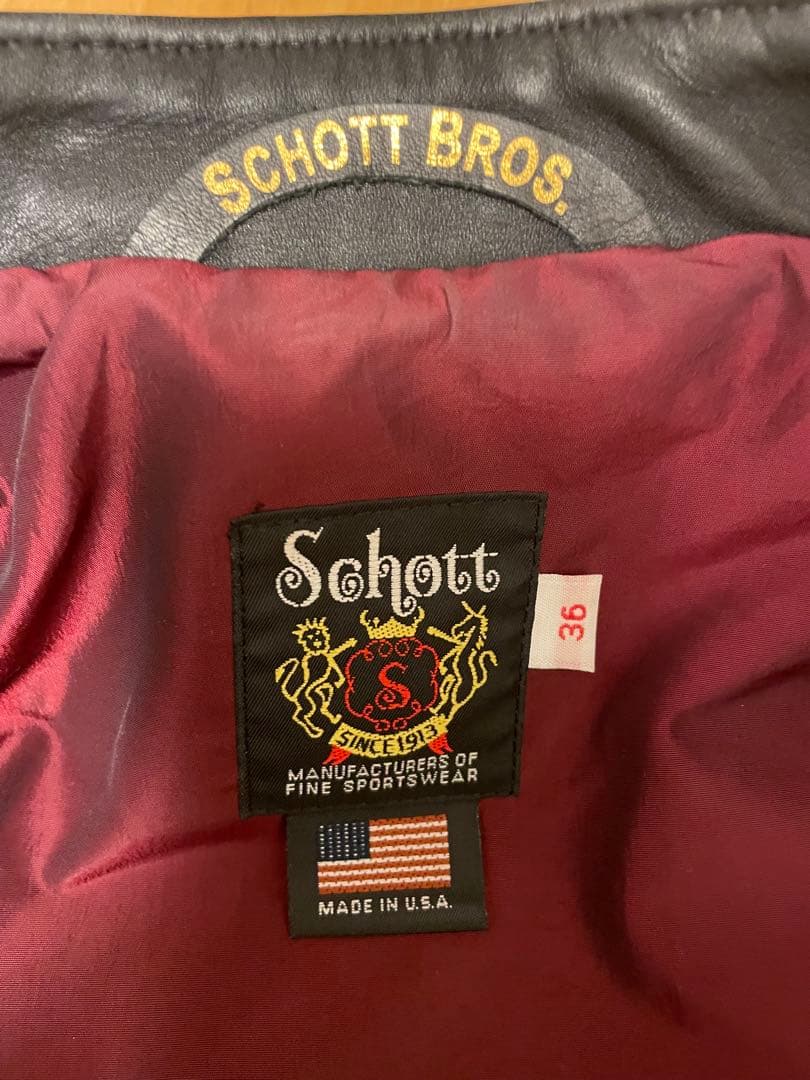 SCHOTT BROS.
Schott
S
SINCE 1913
MANUFACTURERS OF
FINE SPORTSWEAR
36
MADE IN U.S.A.